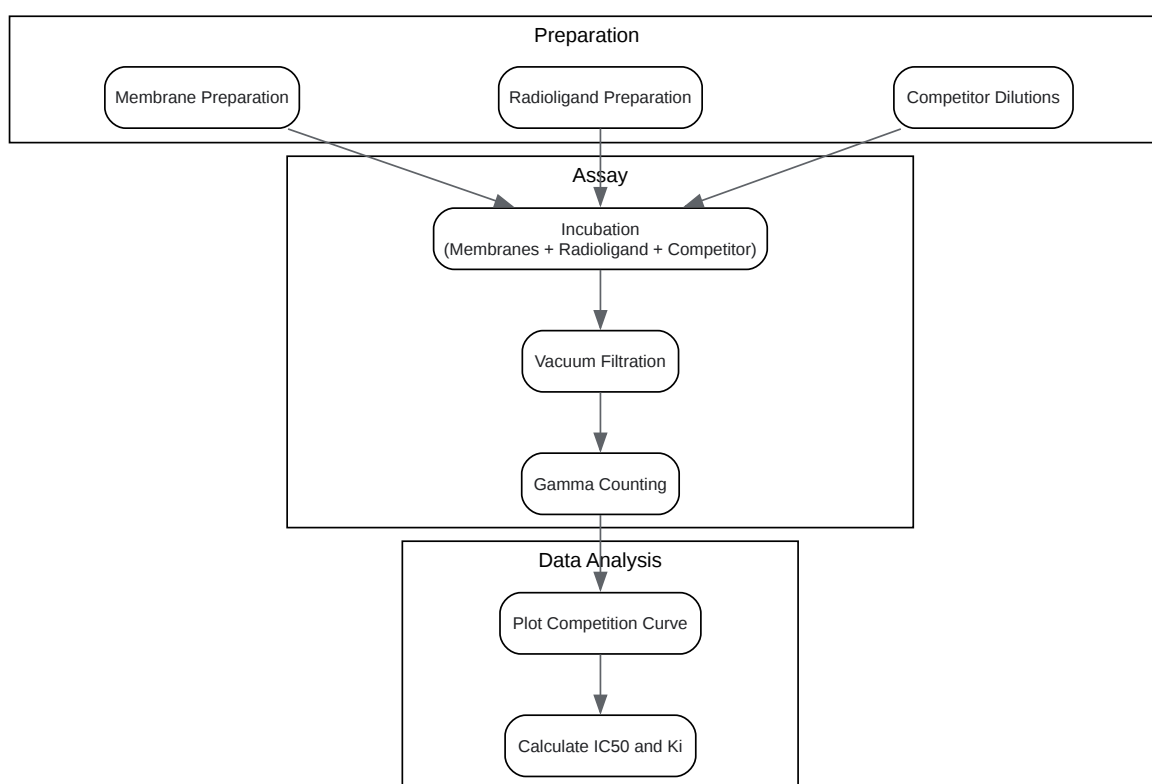 Preparation
Membrane Preparation
Radioligand Preparation
Competitor Dilutions
Assay
Incubation
(Membranes + Radioligand + Competitor)
Vacuum Filtration
Gamma Counting
Data Analysis
Plot Competition Curve
Calculate IC50 and Ki